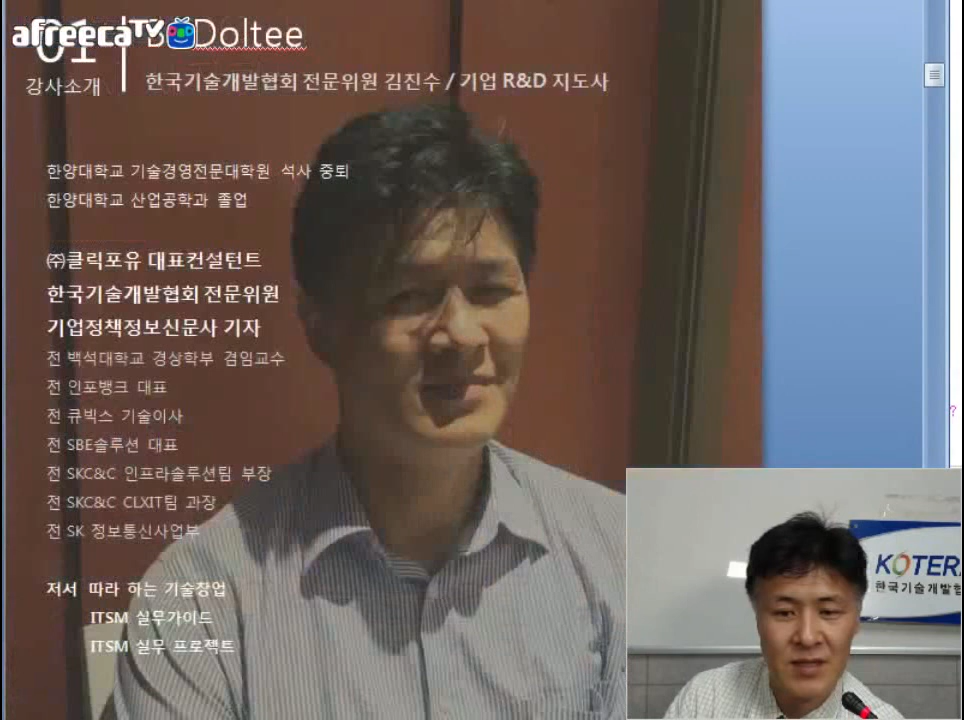 afreecaTV
01
Doltee
강사소개
한국기술개발협회 전문위원 김진수 / 기업 R&D 지도사
한양대학교 기술경영전문대학원 석사 중퇴
한양대학교 산업공학과 졸업
㈜클릭포유 대표컨설턴트
한국기술개발협회 전문위원
기업정책정보신문사 기자
전 백석대학교 경상학부 겸임교수
전 인포뱅크 대표
전 큐빅스 기술이사
전 SBE솔루션 대표
전 SKC&C 인프라솔루션팀 부장
전 SKC&C CLXIT팀 과장
전 SK 정보통신사업부
저서 따라 하는 기술창업
ITSM 실무가이드
ITSM 실무 프로젝트
KOTER
한국기술개발협
?